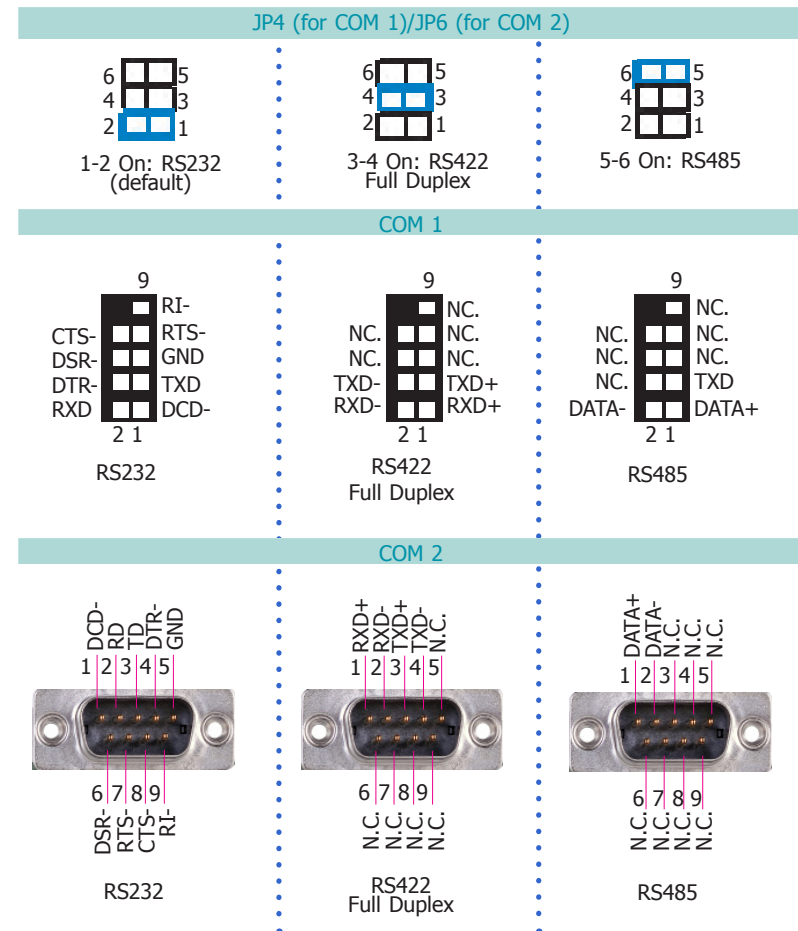 JP4 (for COM 1)/JP6 (for COM 2)
6 5
4 3
2 1
1-2 On: RS232
(default)
6 5
4 3
2 1
3-4 On: RS422
Full Duplex
6 5
4 3
2 1
5-6 On: RS485
COM 1
9
RI-
CTS- RTS-
DSR- GND
DTR- TXD
RXD DCD-
2 1
RS232
9
NC.
NC. NC.
NC. NC.
TXD- TXD+
RXD- RXD+
2 1
RS422
Full Duplex
9
NC.
NC. NC.
NC. NC.
NC. TXD
DATA- DATA+
2 1
RS485
COM 2
DCD-
RD
TD
DTR-
GND
1 2 3 4 5
6 7 8 9
DSR-
RTS-
CTS-
RI-
RS232
RXD+
RXD-
TXD+
TXD-
N.C.
1 2 3 4 5
6 7 8 9
N.C.
N.C.
N.C.
N.C.
RS422
Full Duplex
DATA+
DATA-
N.C.
N.C.
N.C.
1 2 3 4 5
6 7 8 9
N.C.
N.C.
N.C.
N.C.
RS485